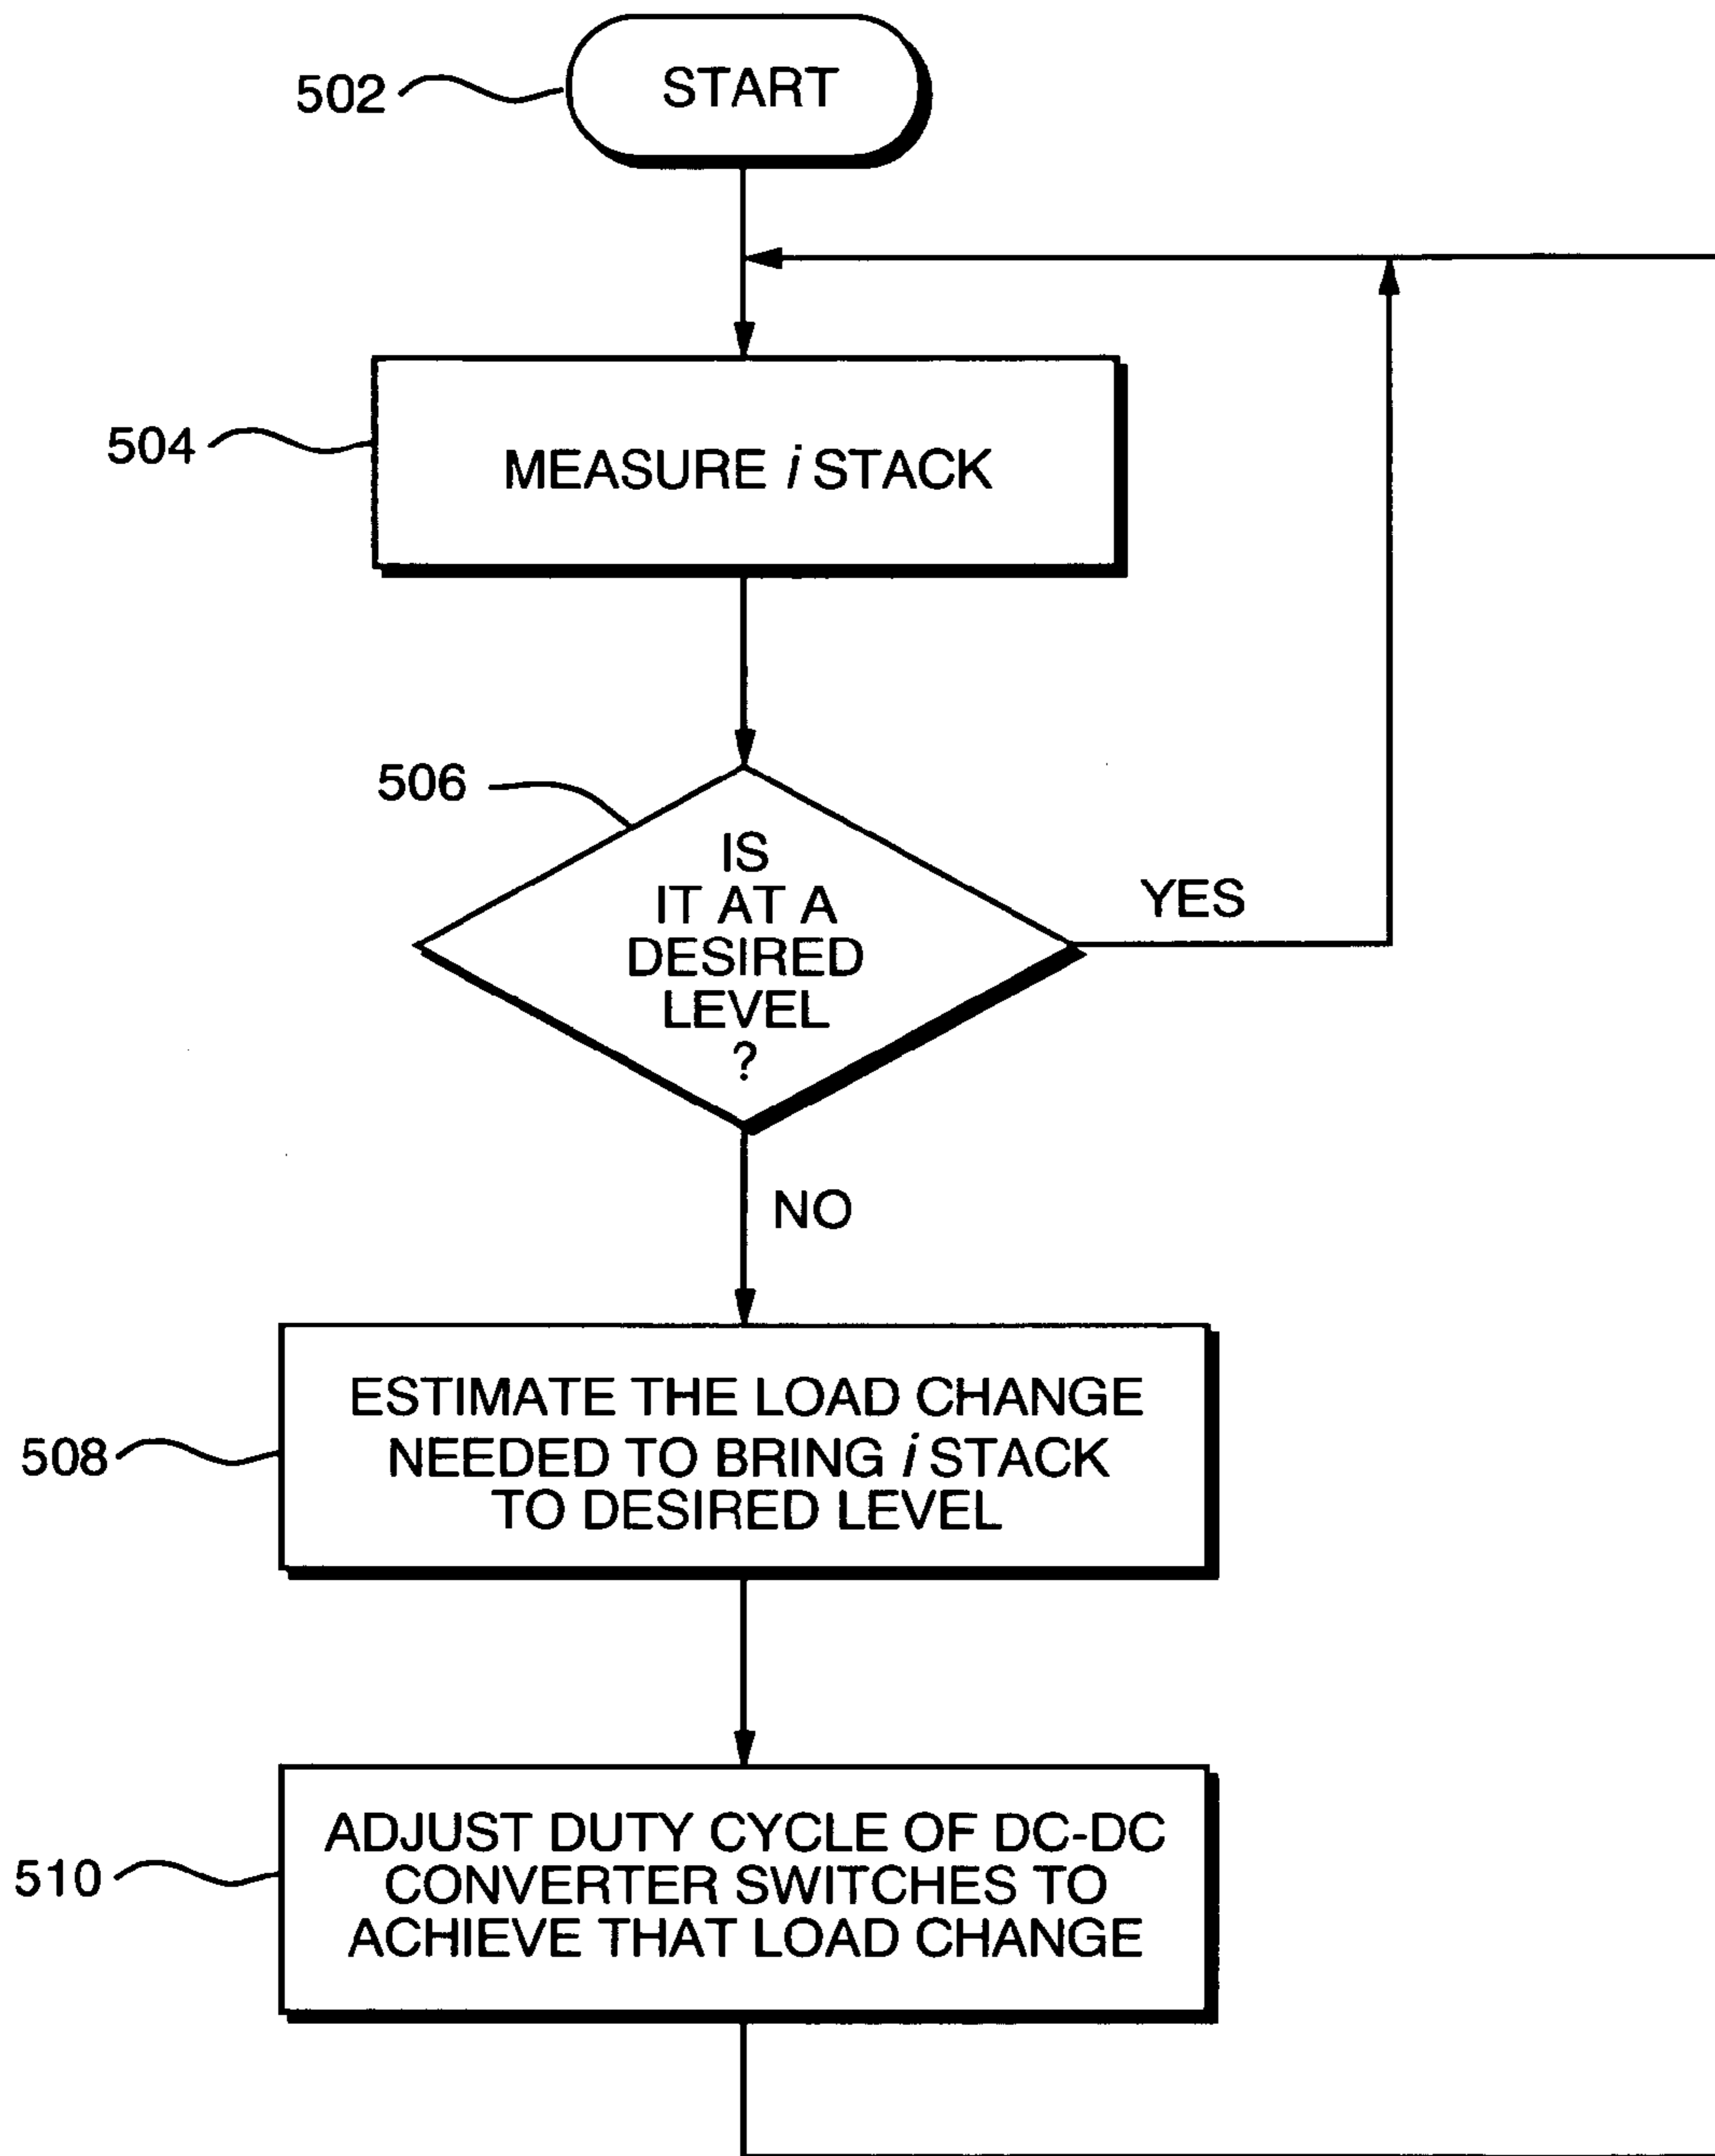 START
502
504
MEASURE i STACK
506
IS
IT AT A
DESIRED
LEVEL
?
YES
NO
508
ESTIMATE THE LOAD CHANGE
NEEDED TO BRING i STACK
TO DESIRED LEVEL
510
ADJUST DUTY CYCLE OF DC-DC
CONVERTER SWITCHES TO
ACHIEVE THAT LOAD CHANGE